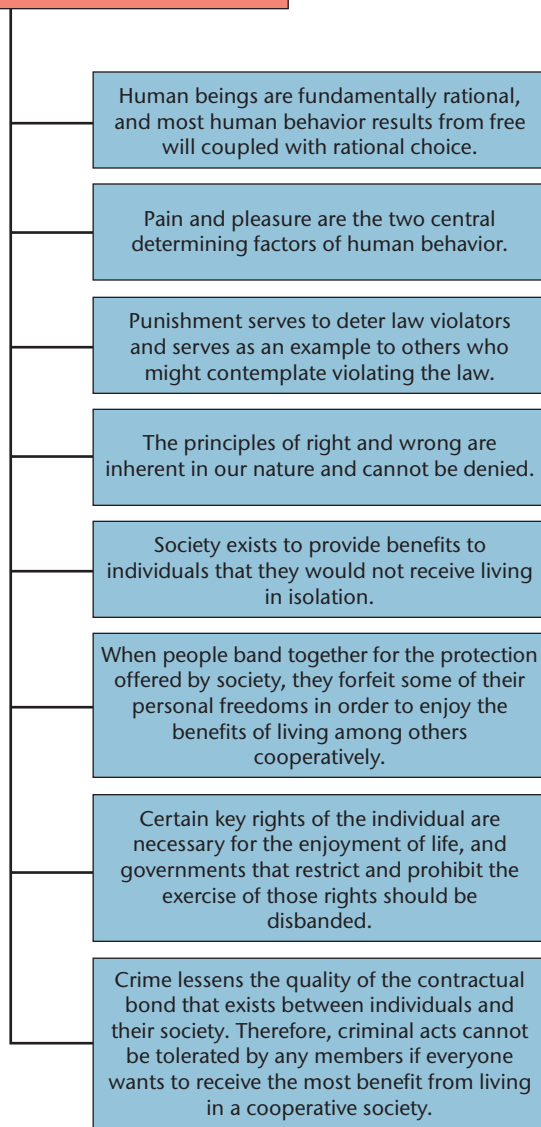 Human beings are fundamentally rational,
and most human behavior results from free
will coupled with rational choice.
Pain and pleasure are the two central
determining factors of human behavior.
Punishment serves to deter law violators
and serves as an example to others who
might contemplate violating the law.
The principles of right and wrong are
inherent in our nature and cannot be denied.
Society exists to provide benefits to
individuals that they would not receive living
in isolation.
When people band together for the protection
offered by society, they forfeit some of their
personal freedoms in order to enjoy the
benefits of living among others
cooperatively.
Certain key rights of the individual are
necessary for the enjoyment of life, and
governments that restrict and prohibit the
exercise of those rights should be
disbanded.
Crime lessens the quality of the contractual
bond that exists between individuals and
their society. Therefore, criminal acts cannot
be tolerated by any members if everyone
wants to receive the most benefit from living
in a cooperative society.